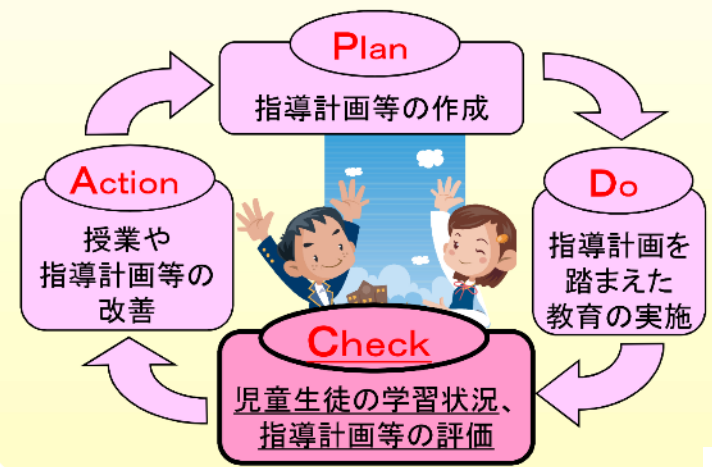 Plan
指導計画等の作成
Do
指導計画を
踏まえた
教育の実施
Check
児童生徒の学習状況、
指導計画等の評価
Action
授業や
指導計画等の
改善